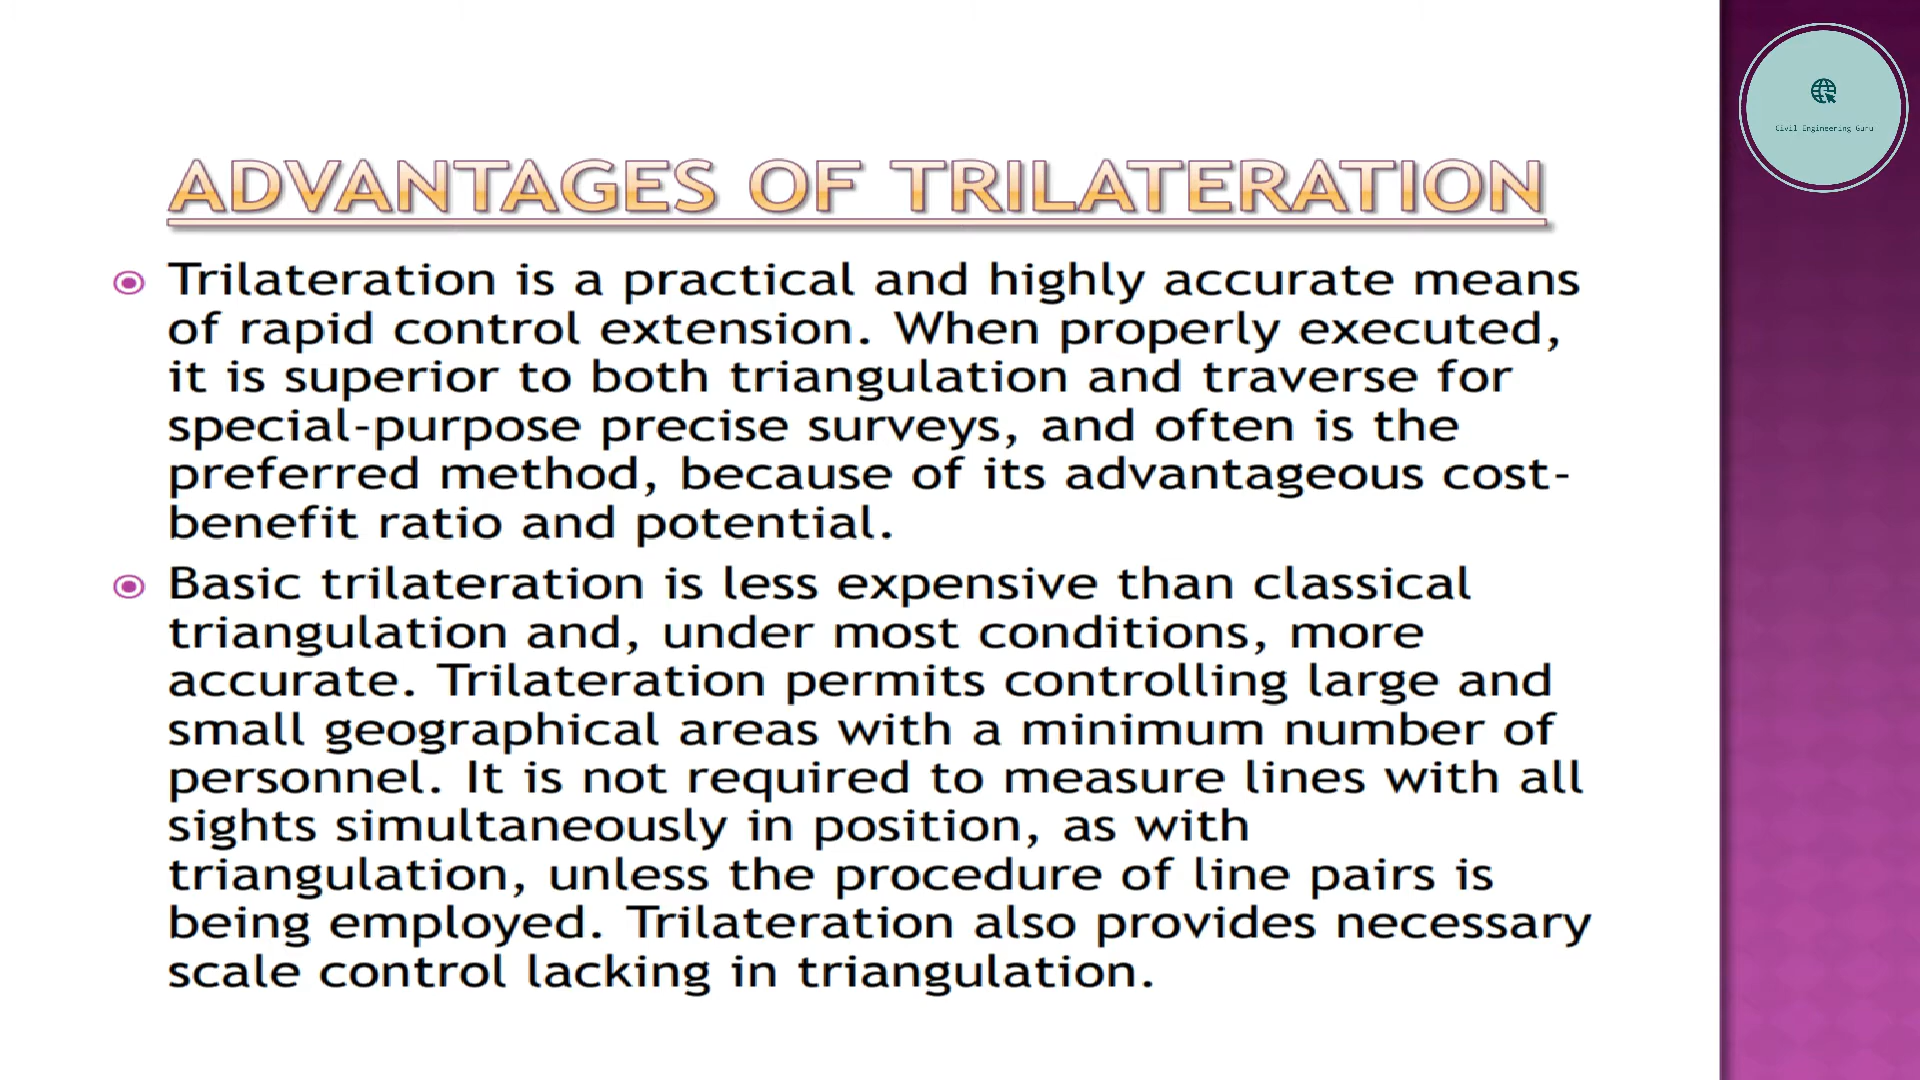 Civil Engineering Guru
ADVANTAGES OF TRILATERATION
Trilateration is a practical and highly accurate means
of rapid control extension. When properly executed,
it is superior to both triangulation and traverse for
special-purpose precise surveys, and often is the
preferred method, because of its advantageous cost-
benefit ratio and potential.
Basic trilateration is less expensive than classical
triangulation and, under most conditions, more
accurate. Trilateration permits controlling large and
small geographical areas with a minimum number of
personnel. It is not required to measure lines with all
sights simultaneously in position, as with
triangulation, unless the procedure of line pairs is
being employed. Trilateration also provides necessary
scale control lacking in triangulation.